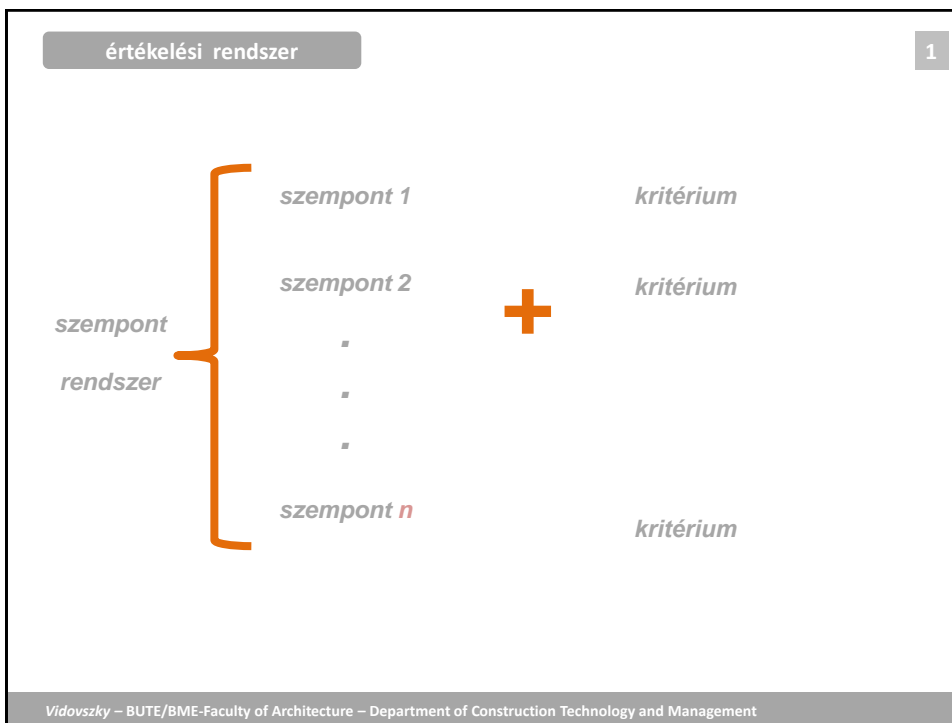 értékelési rendszer
1
szempont 1
kritérium
szempont 2
kritérium
szempont
rendszer
.
.
.
szempont n
kritérium
Vidovszky – BUTE/BME-Faculty of Architecture – Department of Construction Technology and Management